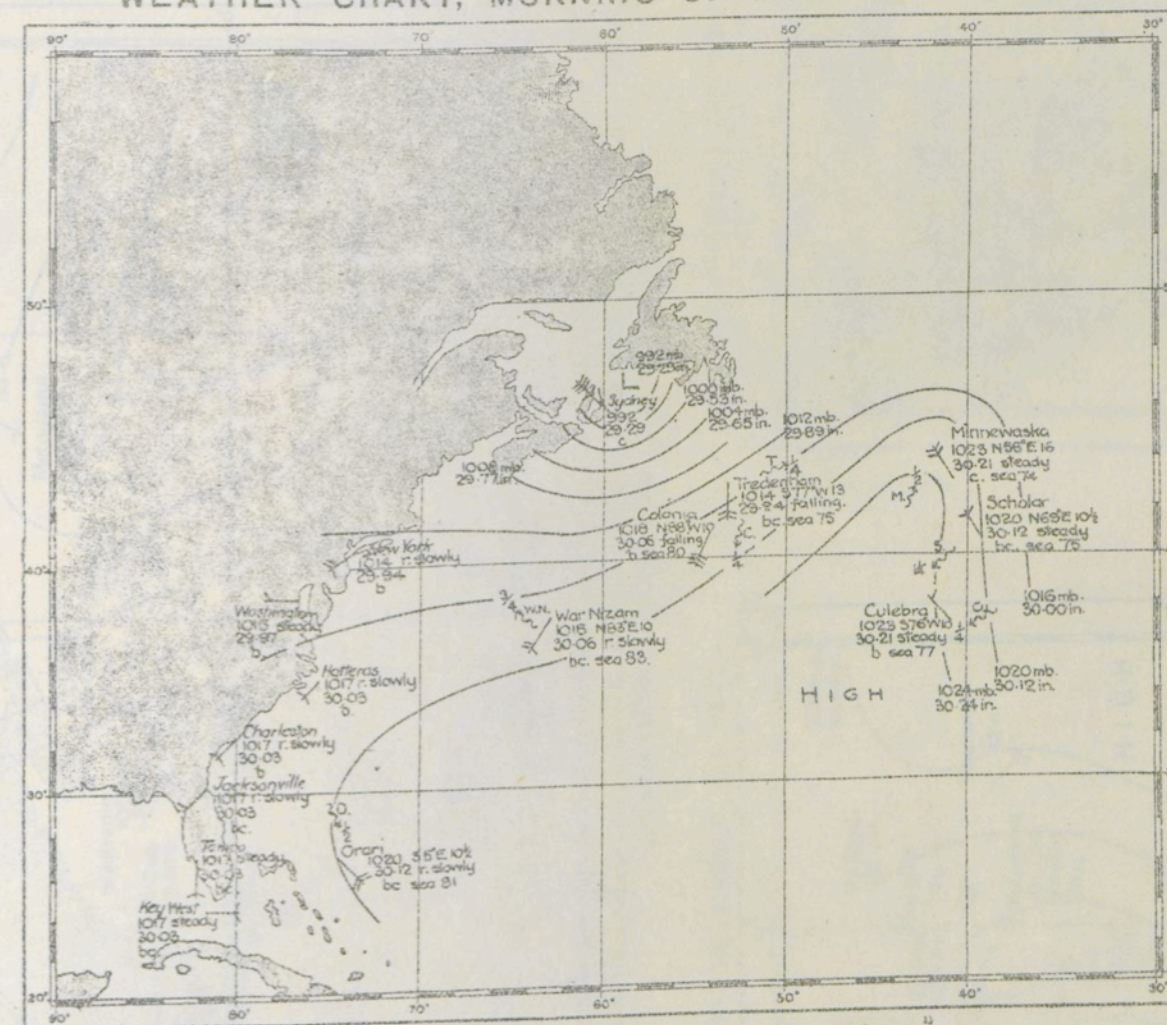 WEATHER CHART, MORNING
90° 80° 70° 60° 50° 40° 30°
50° 50°
992 mb
29·29 in.
L
Sydney
992
29·29
c
1000 mb.
29·53 in.
1004 mb.
29·65 in.
1008 mb.
29·77 in.
1012 mb.
29·89 in.
Minnewaska
1023 N56°E 16
30·21 steady
c. sea 74
T.
Tredenham
1014 S77°W 13
falling.
bc. sea 75
M.
Scholar
1020 N65°E 10½
30·12 steady
bc. sea 75
Colonia
1018 N88°W 10
30·06 falling
b sea 80
C.
New York
1014 r. slowly
29·94
b
40° 40°
Washington
1015 steady
29·97
b
W.N.
War Nizam
1018 N83°E 10
30·06 r. slowly
bc. sea 83.
Culebra
1023 S76°W 10
30·21 steady
b sea 77
1016 mb.
30·00 in.
Hatteras
1017 r. slowly
30·03
b.
HIGH
1020 mb.
30·12 in.
1024 mb.
30·24 in.
Charleston
1017 r. slowly
30·03
b
Jacksonville
1017 r. slowly
30·03
bc.
30° 30°
Tampa
1017 steady
30·03
Orari
1020 S5°E 10½
30·12 r. slowly
bc sea 81
Key West
1017 steady
30·03
bc.
20° 20°
90° 80° 70° 60° 50° 40° 30°